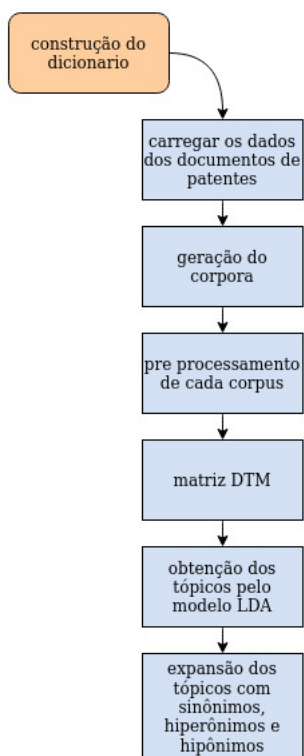 construção do
dicionario
carregar os dados
dos documentos de
patentes
geração do
corpora
pre processamento
de cada corpus
matriz DTM
obtenção dos
tópicos pelo
modelo LDA
expansão dos
tópicos com
sinônimos,
hiperônimos e
hipônimos